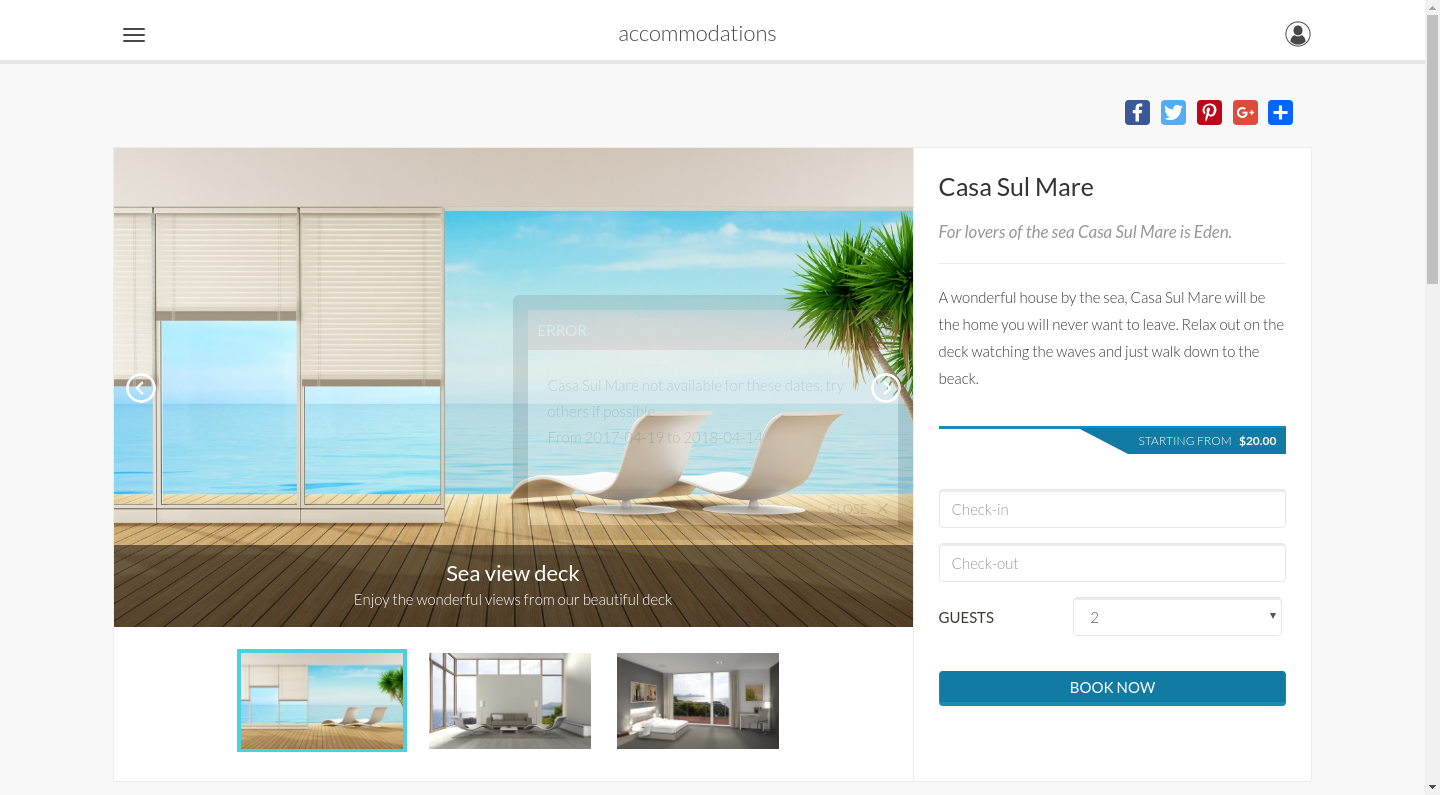 accommodations
ERROR
Casa Sul Mare not available for these dates, try
others if possible
From 2017-04-19 to 2018-04-14
CLOSE
Sea view deck
Enjoy the wonderful views from our beautiful deck
Casa Sul Mare
For lovers of the sea Casa Sul Mare is Eden.
A wonderful house by the sea, Casa Sul Mare will be
the home you will never want to leave. Relax out on the
deck watching the waves and just walk down to the
beack.
STARTING FROM $20.00
Check-in
Check-out
GUESTS 2
BOOK NOW